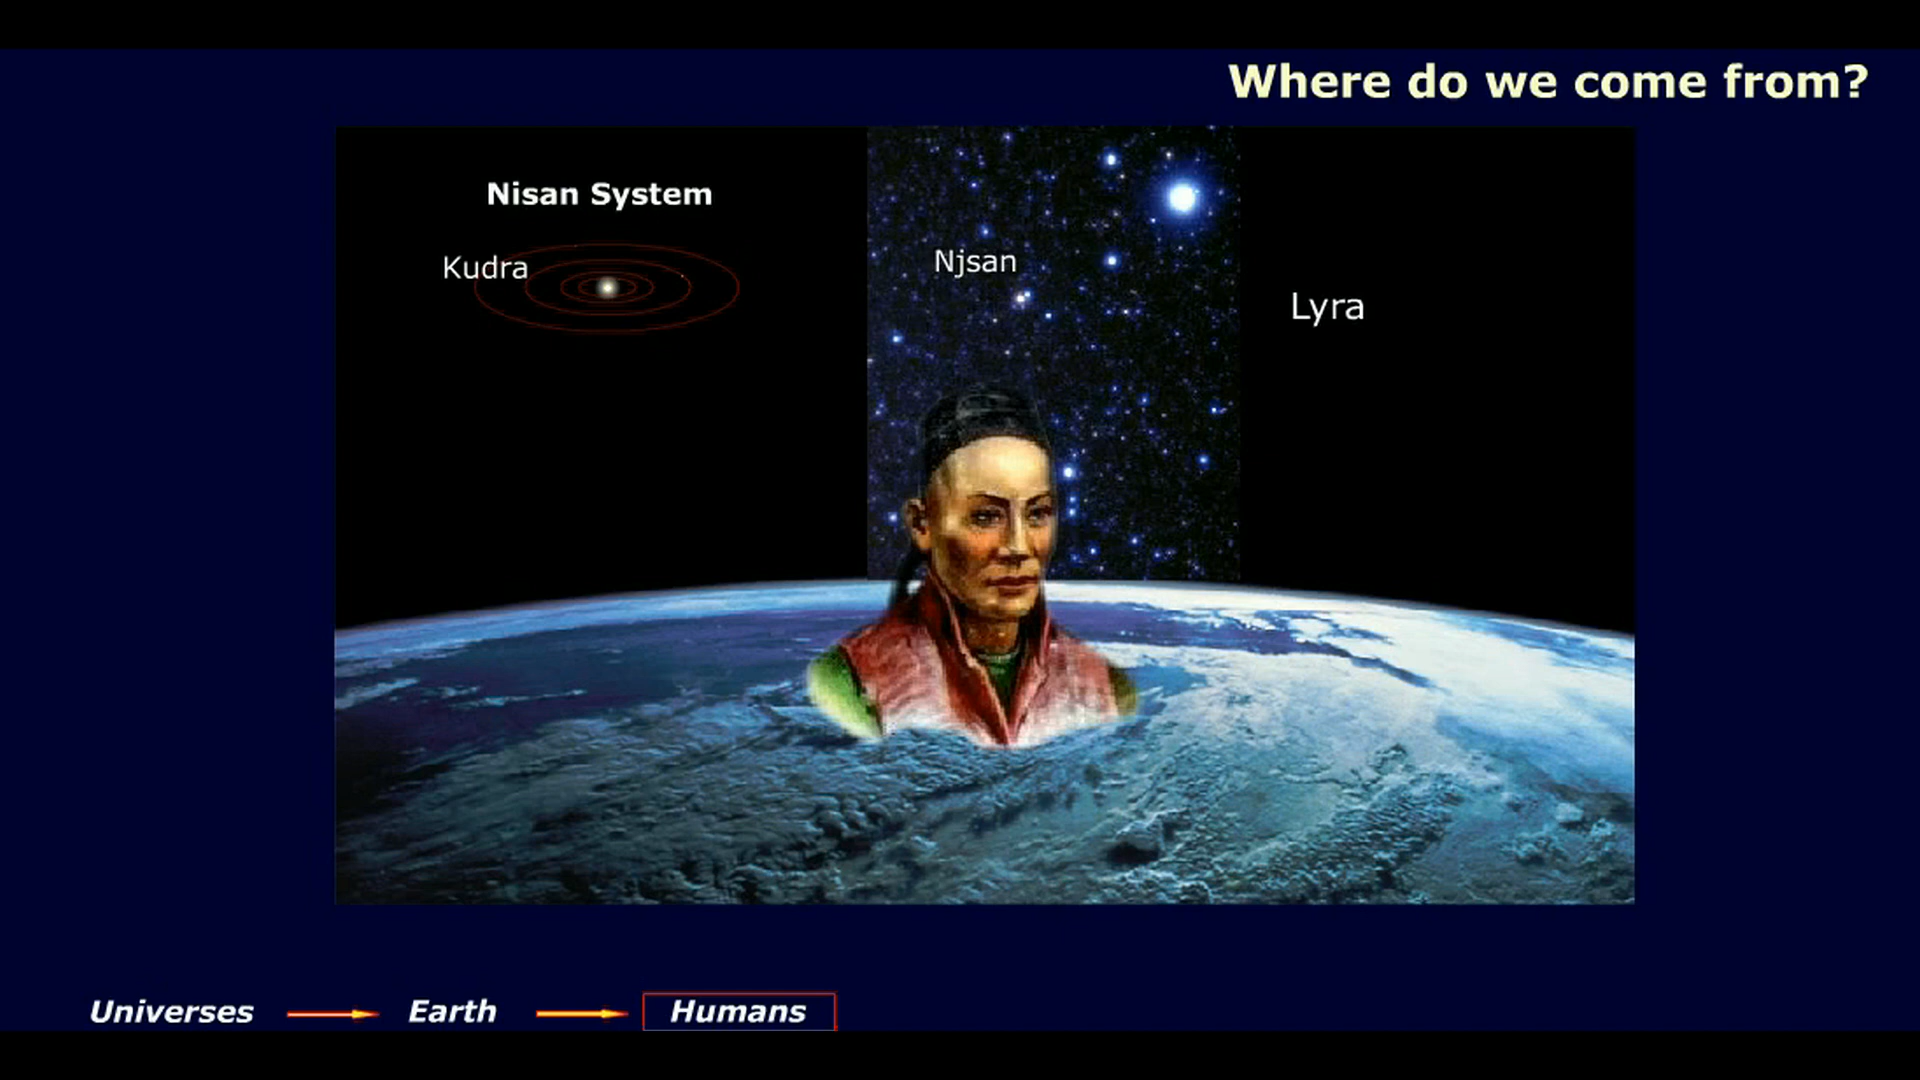 Where do we come from?
Nisan System
Kudra
Njsan
Lyra
Universes
Earth
Humans